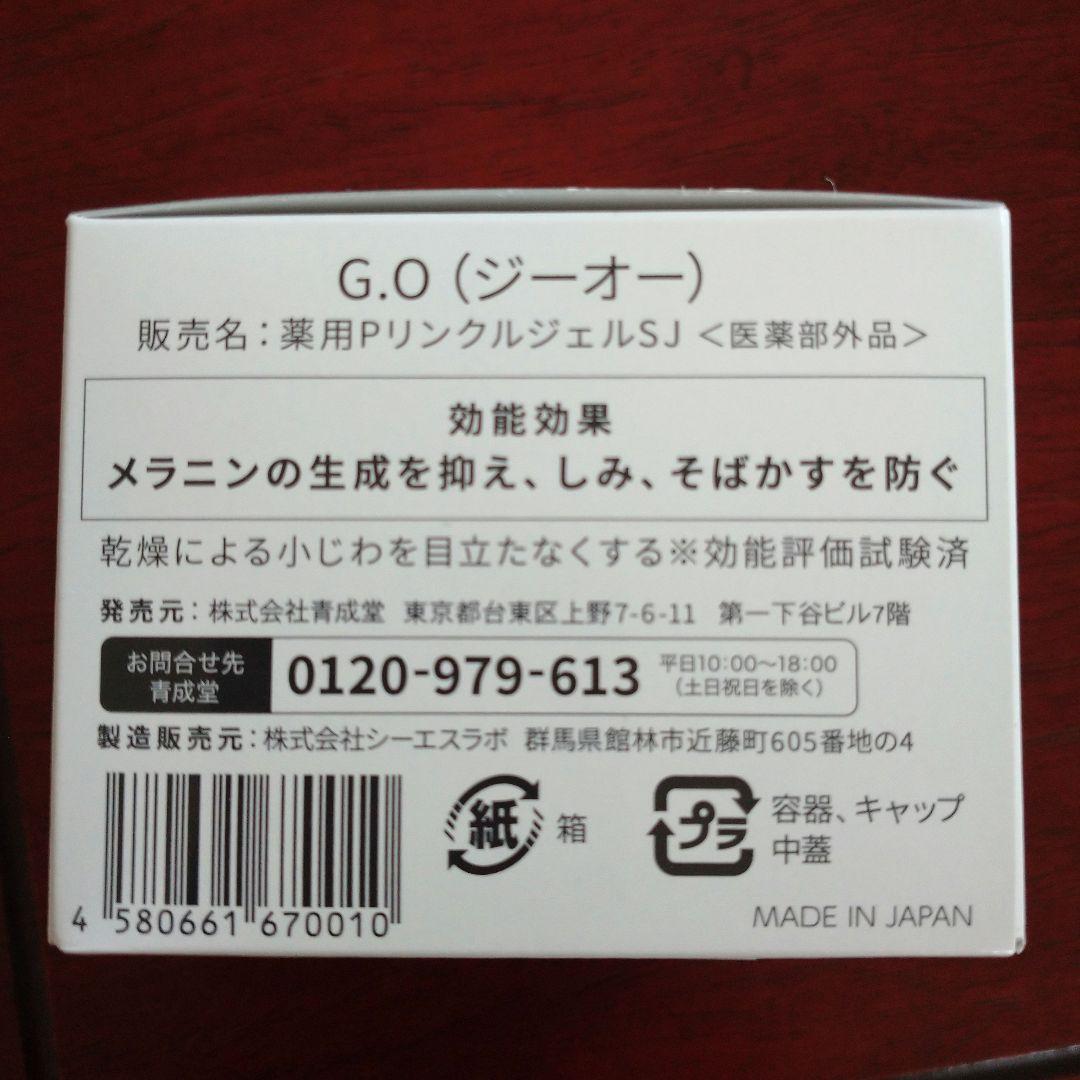 G.O（ジーオー）
販売名：薬用PリンクルジェルSJ＜医薬部外品＞
効能効果
メラニンの生成を抑え、しみ、そばかすを防ぐ
乾燥による小じわを目立たなくする※効能評価試験済
発売元：株式会社青成堂 東京都台東区上野7-6-11 第一下谷ビル7階
お問合せ先
青成堂
0120-979-613
平日10:00〜18:00
（土日祝日を除く）
製造販売元：株式会社シーエスラボ 群馬県館林市近藤町605番地の4
紙 箱
プラ 容器、キャップ
中蓋
4 580661 670010
MADE IN JAPAN